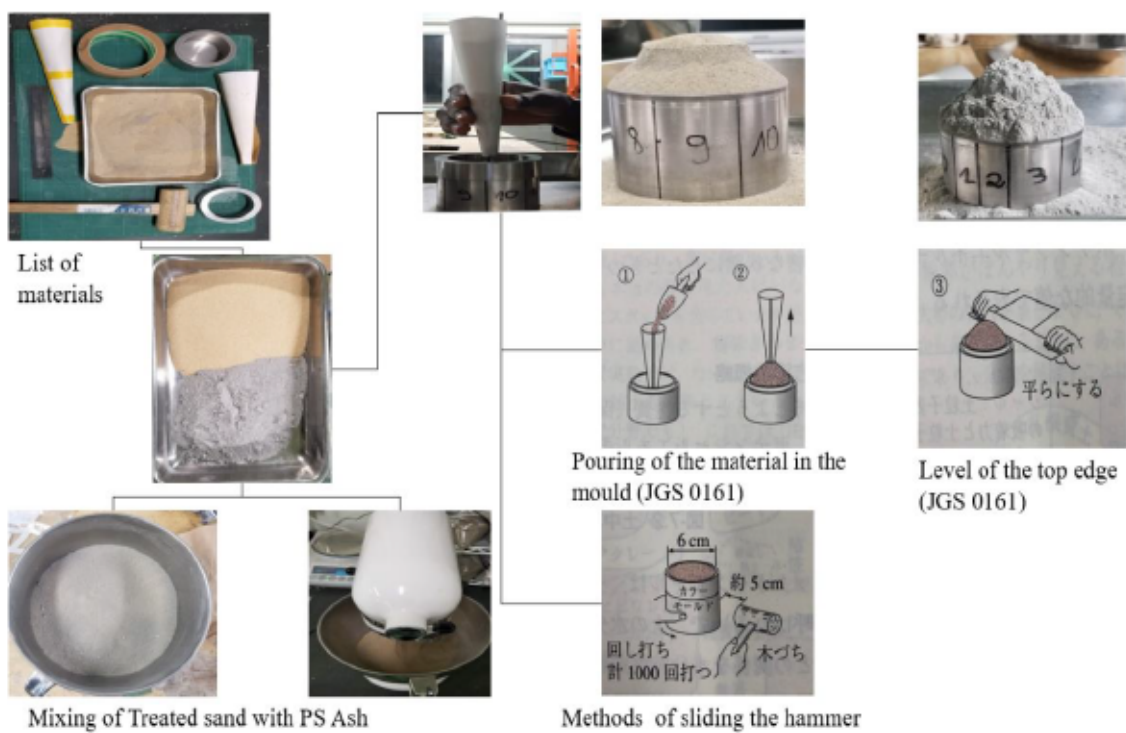 8
9
10
1
2
3
List of
materials
①
②
③
平らにする
Pouring of the material in the
mould (JGS 0161)
Level of the top edge
(JGS 0161)
6 cm
約 5 cm
カラー
モールド
回し打ち
計 1000 回打つ
木づち
Mixing of Treated sand with PS Ash
Methods of sliding the hammer